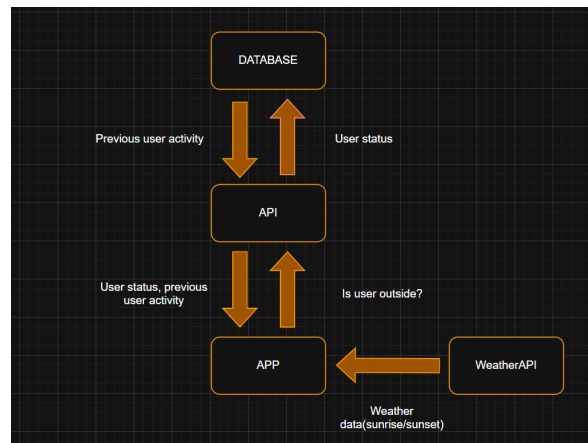 DATABASE
Previous user activity
User status
API
User status, previous
user activity
Is user outside?
APP
WeatherAPI
Weather
data(sunrise/sunset)